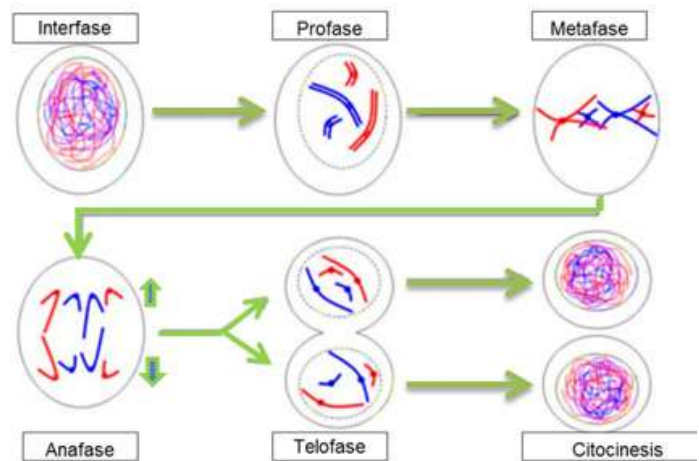 Interfase
Profase
Metafase
Anafase
Telofase
Citocinesis